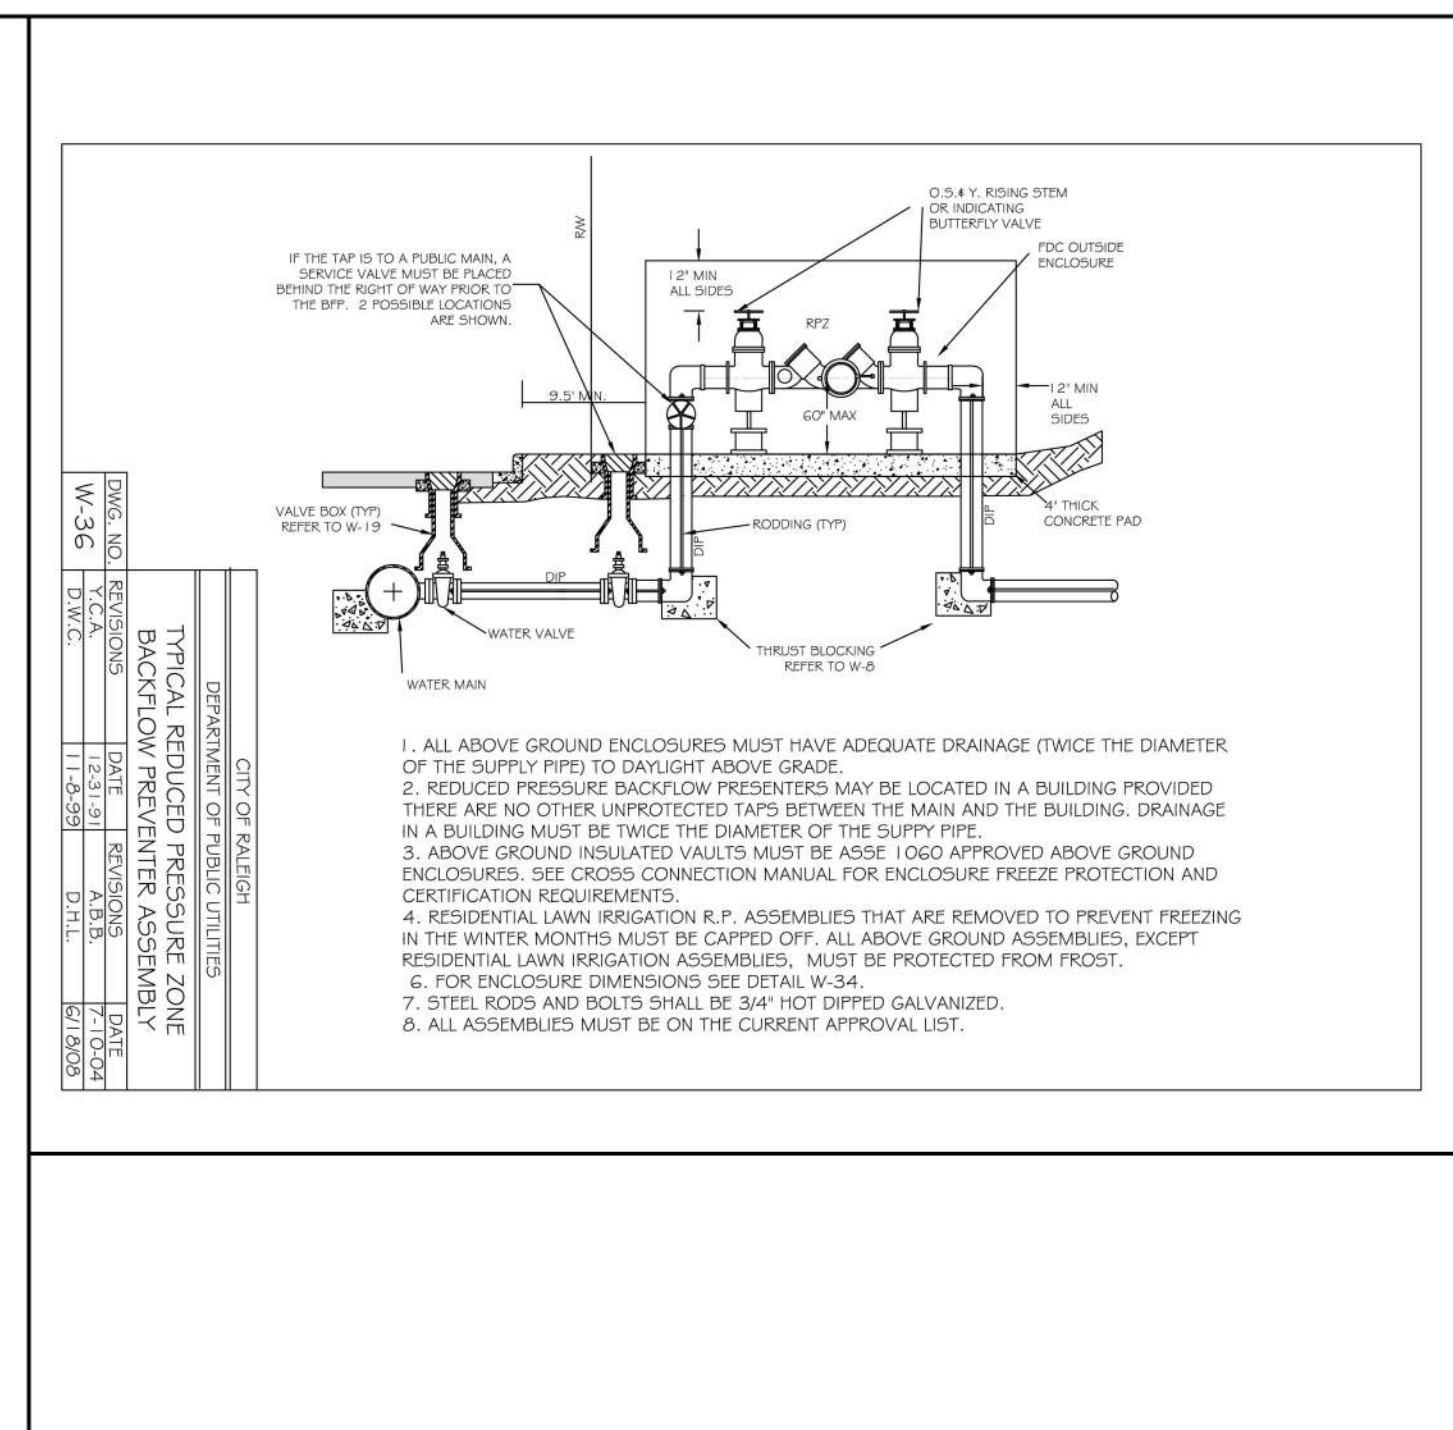 O.S.& Y. RISING STEM
OR INDICATING
BUTTERFLY VALVE
R/W
FDC OUTSIDE
ENCLOSURE
IF THE TAP IS TO A PUBLIC MAIN, A
SERVICE VALVE MUST BE PLACED
BEHIND THE RIGHT OF WAY PRIOR TO
THE BFP. 2 POSSIBLE LOCATIONS
ARE SHOWN.
12" MIN
ALL SIDES
RPZ
9.5' MIN.
60" MAX
12" MIN
ALL
SIDES
VALVE BOX (TYP)
REFER TO W-19
RODDING (TYP)
4" THICK
CONCRETE PAD
DIP
DIP
DIP
WATER VALVE
THRUST BLOCKING
REFER TO W-8
WATER MAIN
1. ALL ABOVE GROUND ENCLOSURES MUST HAVE ADEQUATE DRAINAGE (TWICE THE DIAMETER
OF THE SUPPLY PIPE) TO DAYLIGHT ABOVE GRADE.
2. REDUCED PRESSURE BACKFLOW PRESENTERS MAY BE LOCATED IN A BUILDING PROVIDED
THERE ARE NO OTHER UNPROTECTED TAPS BETWEEN THE MAIN AND THE BUILDING. DRAINAGE
IN A BUILDING MUST BE TWICE THE DIAMETER OF THE SUPPY PIPE.
3. ABOVE GROUND INSULATED VAULTS MUST BE ASSE 1060 APPROVED ABOVE GROUND
ENCLOSURES. SEE CROSS CONNECTION MANUAL FOR ENCLOSURE FREEZE PROTECTION AND
CERTIFICATION REQUIREMENTS.
4. RESIDENTIAL LAWN IRRIGATION R.P. ASSEMBLIES THAT ARE REMOVED TO PREVENT FREEZING
IN THE WINTER MONTHS MUST BE CAPPED OFF. ALL ABOVE GROUND ASSEMBLIES, EXCEPT
RESIDENTIAL LAWN IRRIGATION ASSEMBLIES, MUST BE PROTECTED FROM FROST.
6. FOR ENCLOSURE DIMENSIONS SEE DETAIL W-34.
7. STEEL RODS AND BOLTS SHALL BE 3/4" HOT DIPPED GALVANIZED.
8. ALL ASSEMBLIES MUST BE ON THE CURRENT APPROVAL LIST.
CITY OF RALEIGH
DEPARTMENT OF PUBLIC UTILITIES
TYPICAL REDUCED PRESSURE ZONE
BACKFLOW PREVENTER ASSEMBLY
DWG. NO. REVISIONS DATE REVISIONS DATE
W-36 Y.C.A. 12-31-91 A.B.B. 7-10-04
D.W.C. 11-8-99 D.H.L. 6/18/08